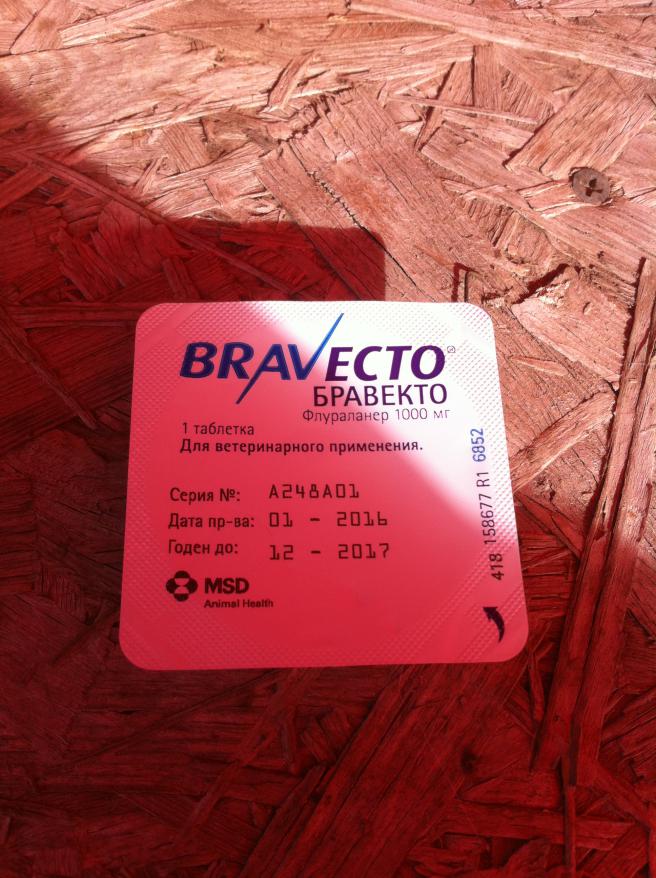 BRAVECTO
БРАВЕКТО
Флураланер 1000 мг
1 таблетка
Для ветеринарного применения.
Серия №: A248A01
Дата пр-ва: 01 - 2016
Годен до: 12 - 2017
MSD
Animal Health
418 158677 R1 6852